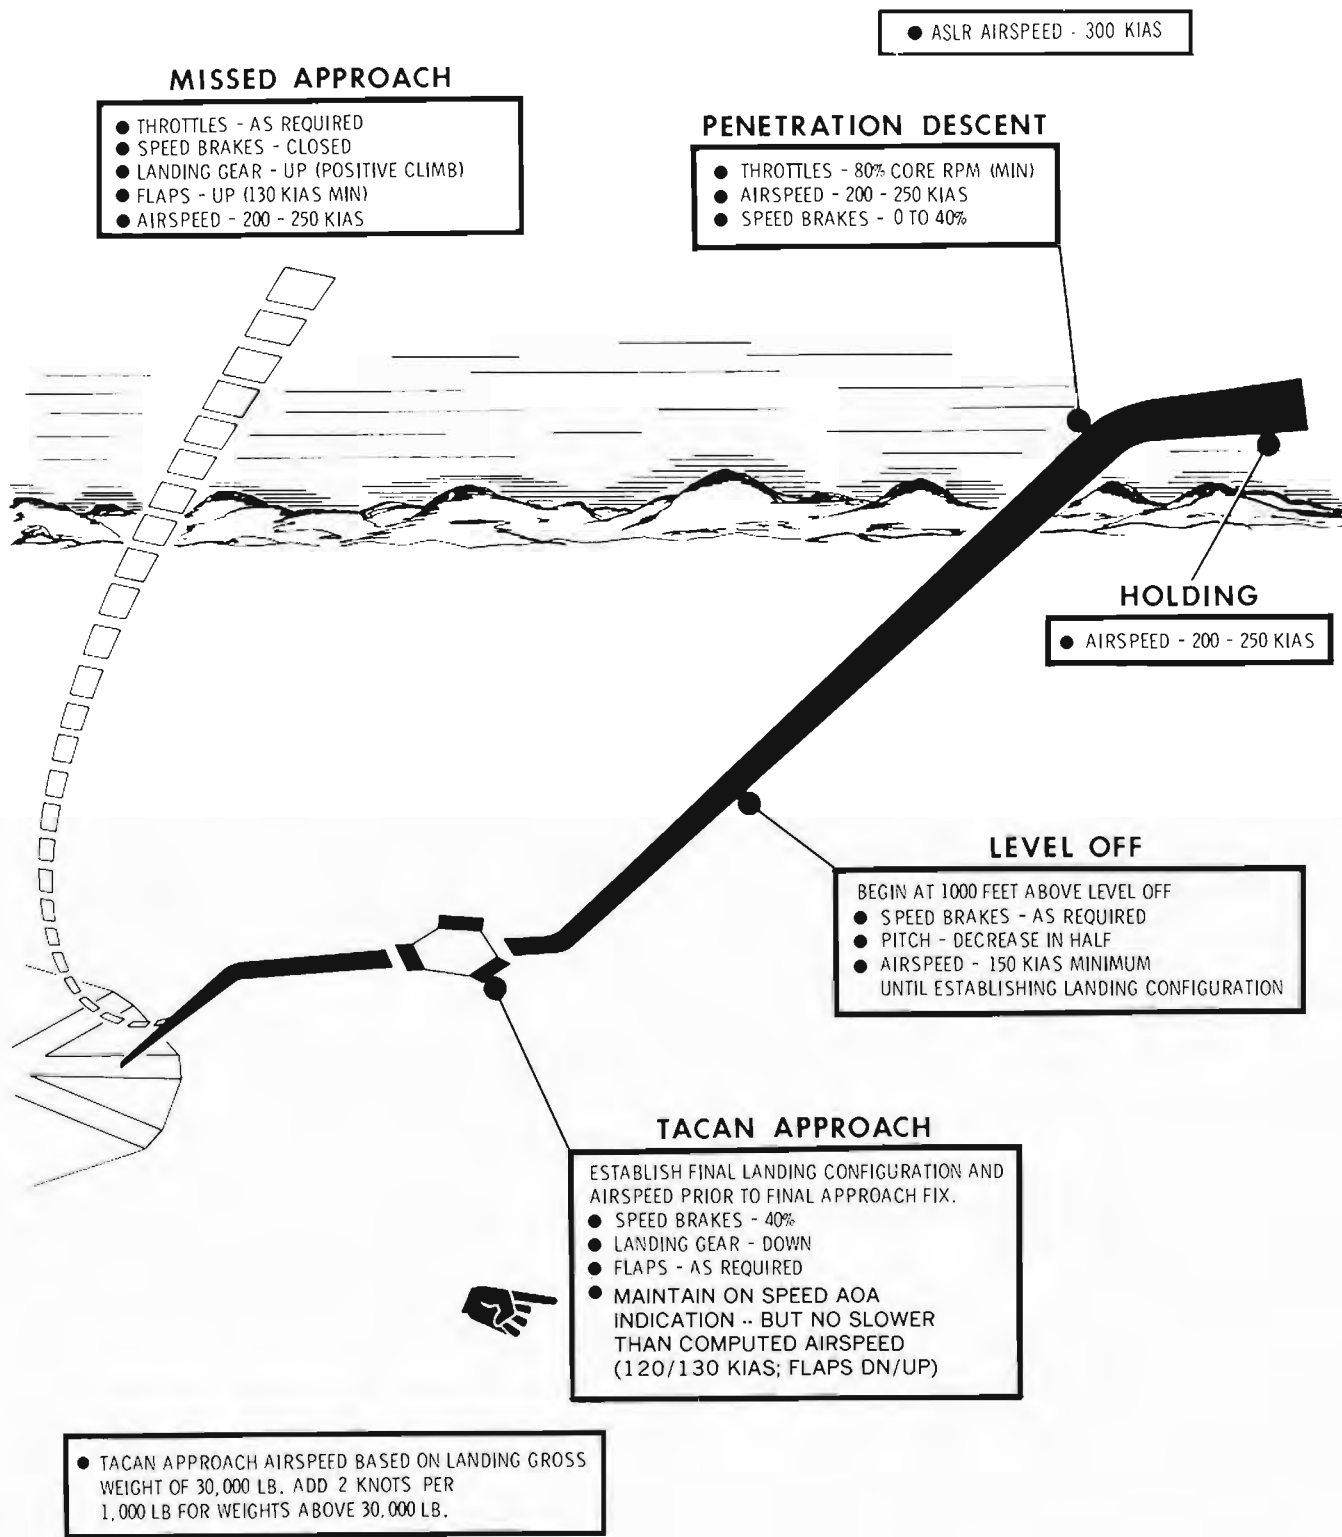 ● ASLR AIRSPEED - 300 KIAS
MISSED APPROACH
● THROTTLES - AS REQUIRED
● SPEED BRAKES - CLOSED
● LANDING GEAR - UP (POSITIVE CLIMB)
● FLAPS - UP (130 KIAS MIN)
● AIRSPEED - 200 - 250 KIAS
PENETRATION DESCENT
● THROTTLES - 80% CORE RPM (MIN)
● AIRSPEED - 200 - 250 KIAS
● SPEED BRAKES - 0 TO 40%
HOLDING
● AIRSPEED - 200 - 250 KIAS
LEVEL OFF
BEGIN AT 1000 FEET ABOVE LEVEL OFF
● SPEED BRAKES - AS REQUIRED
● PITCH - DECREASE IN HALF
● AIRSPEED - 150 KIAS MINIMUM
UNTIL ESTABLISHING LANDING CONFIGURATION
TACAN APPROACH
ESTABLISH FINAL LANDING CONFIGURATION AND
AIRSPEED PRIOR TO FINAL APPROACH FIX.
● SPEED BRAKES - 40%
● LANDING GEAR - DOWN
● FLAPS - AS REQUIRED
● MAINTAIN ON SPEED AOA
INDICATION -- BUT NO SLOWER
THAN COMPUTED AIRSPEED
(120/130 KIAS; FLAPS DN/UP)
● TACAN APPROACH AIRSPEED BASED ON LANDING GROSS
WEIGHT OF 30,000 LB. ADD 2 KNOTS PER
1,000 LB FOR WEIGHTS ABOVE 30,000 LB.